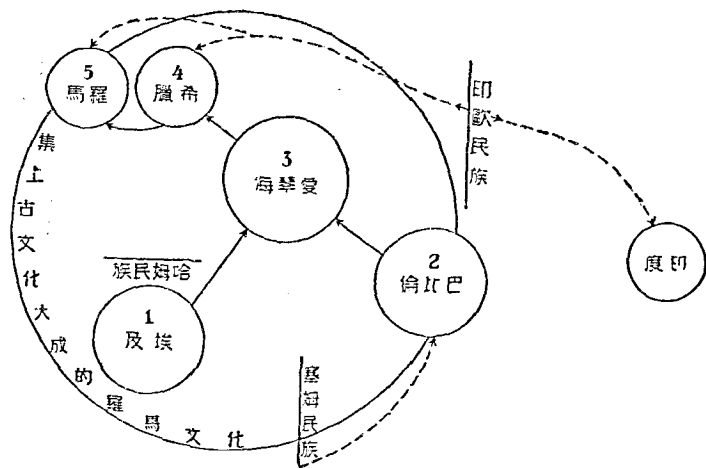 5
羅馬
4
希臘
3
愛琴海
2
巴比倫
1
埃及
印度
印歐民族
哈姆民族
塞姆民族
集上古文化大成的羅馬文化